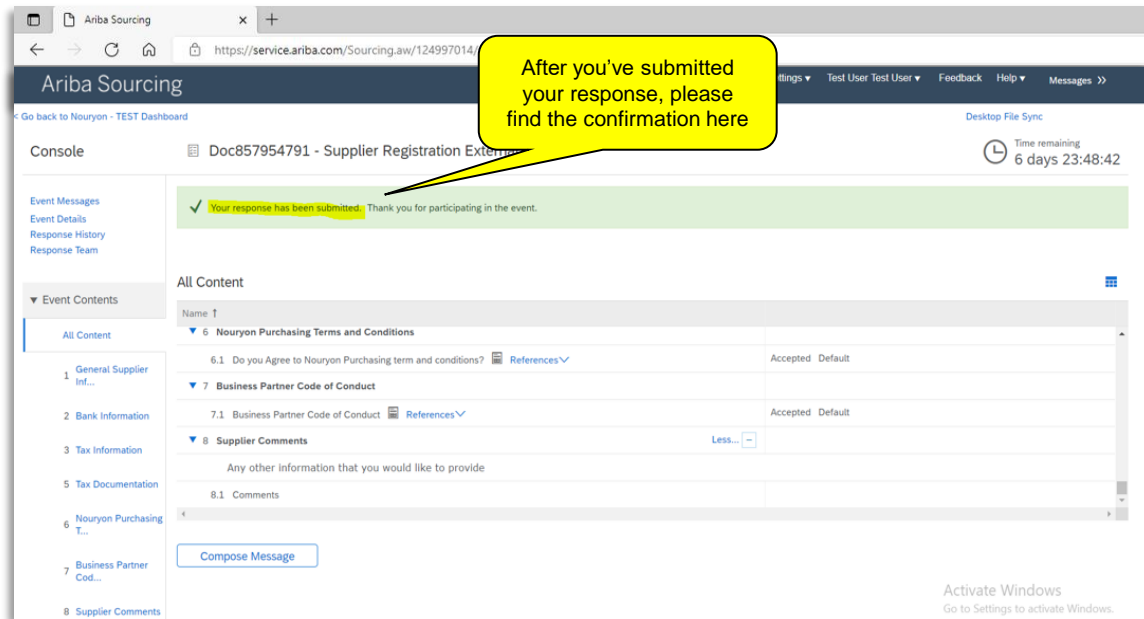 Ariba Sourcing
https://service.ariba.com/Sourcing.aw/124997014/
After you've submitted
your response, please
find the confirmation here
Ariba Sourcing
Test User Test User
Feedback
Help
Messages
< Go back to Nouryon - TEST Dashboard
Desktop File Sync
Console
Doc857954791 - Supplier Registration
Time remaining
6 days 23:48:42
Event Messages
Event Details
Response History
Response Team
Your response has been submitted. Thank you for participating in the event.
All Content
Event Contents
Name ↑
All Content
6 Nouryon Purchasing Terms and Conditions
6.1 Do you Agree to Nouryon Purchasing term and conditions? References Accepted Default
1 General Supplier
Inf...
7 Business Partner Code of Conduct
2 Bank Information
7.1 Business Partner Code of Conduct References Accepted Default
3 Tax Information
8 Supplier Comments Less...
Any other information that you would like to provide
5 Tax Documentation
8.1 Comments
6 Nouryon Purchasing
T...
Compose Message
7 Business Partner
Cod...
8 Supplier Comments
Activate Windows
Go to Settings to activate Windows.